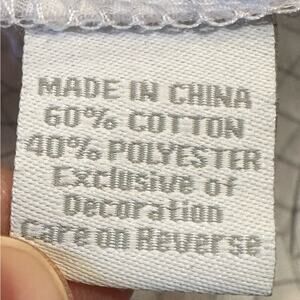 MADE IN CHINA
60% COTTON
40% POLYESTER
Exclusive of
Decoration
Care on Reverse